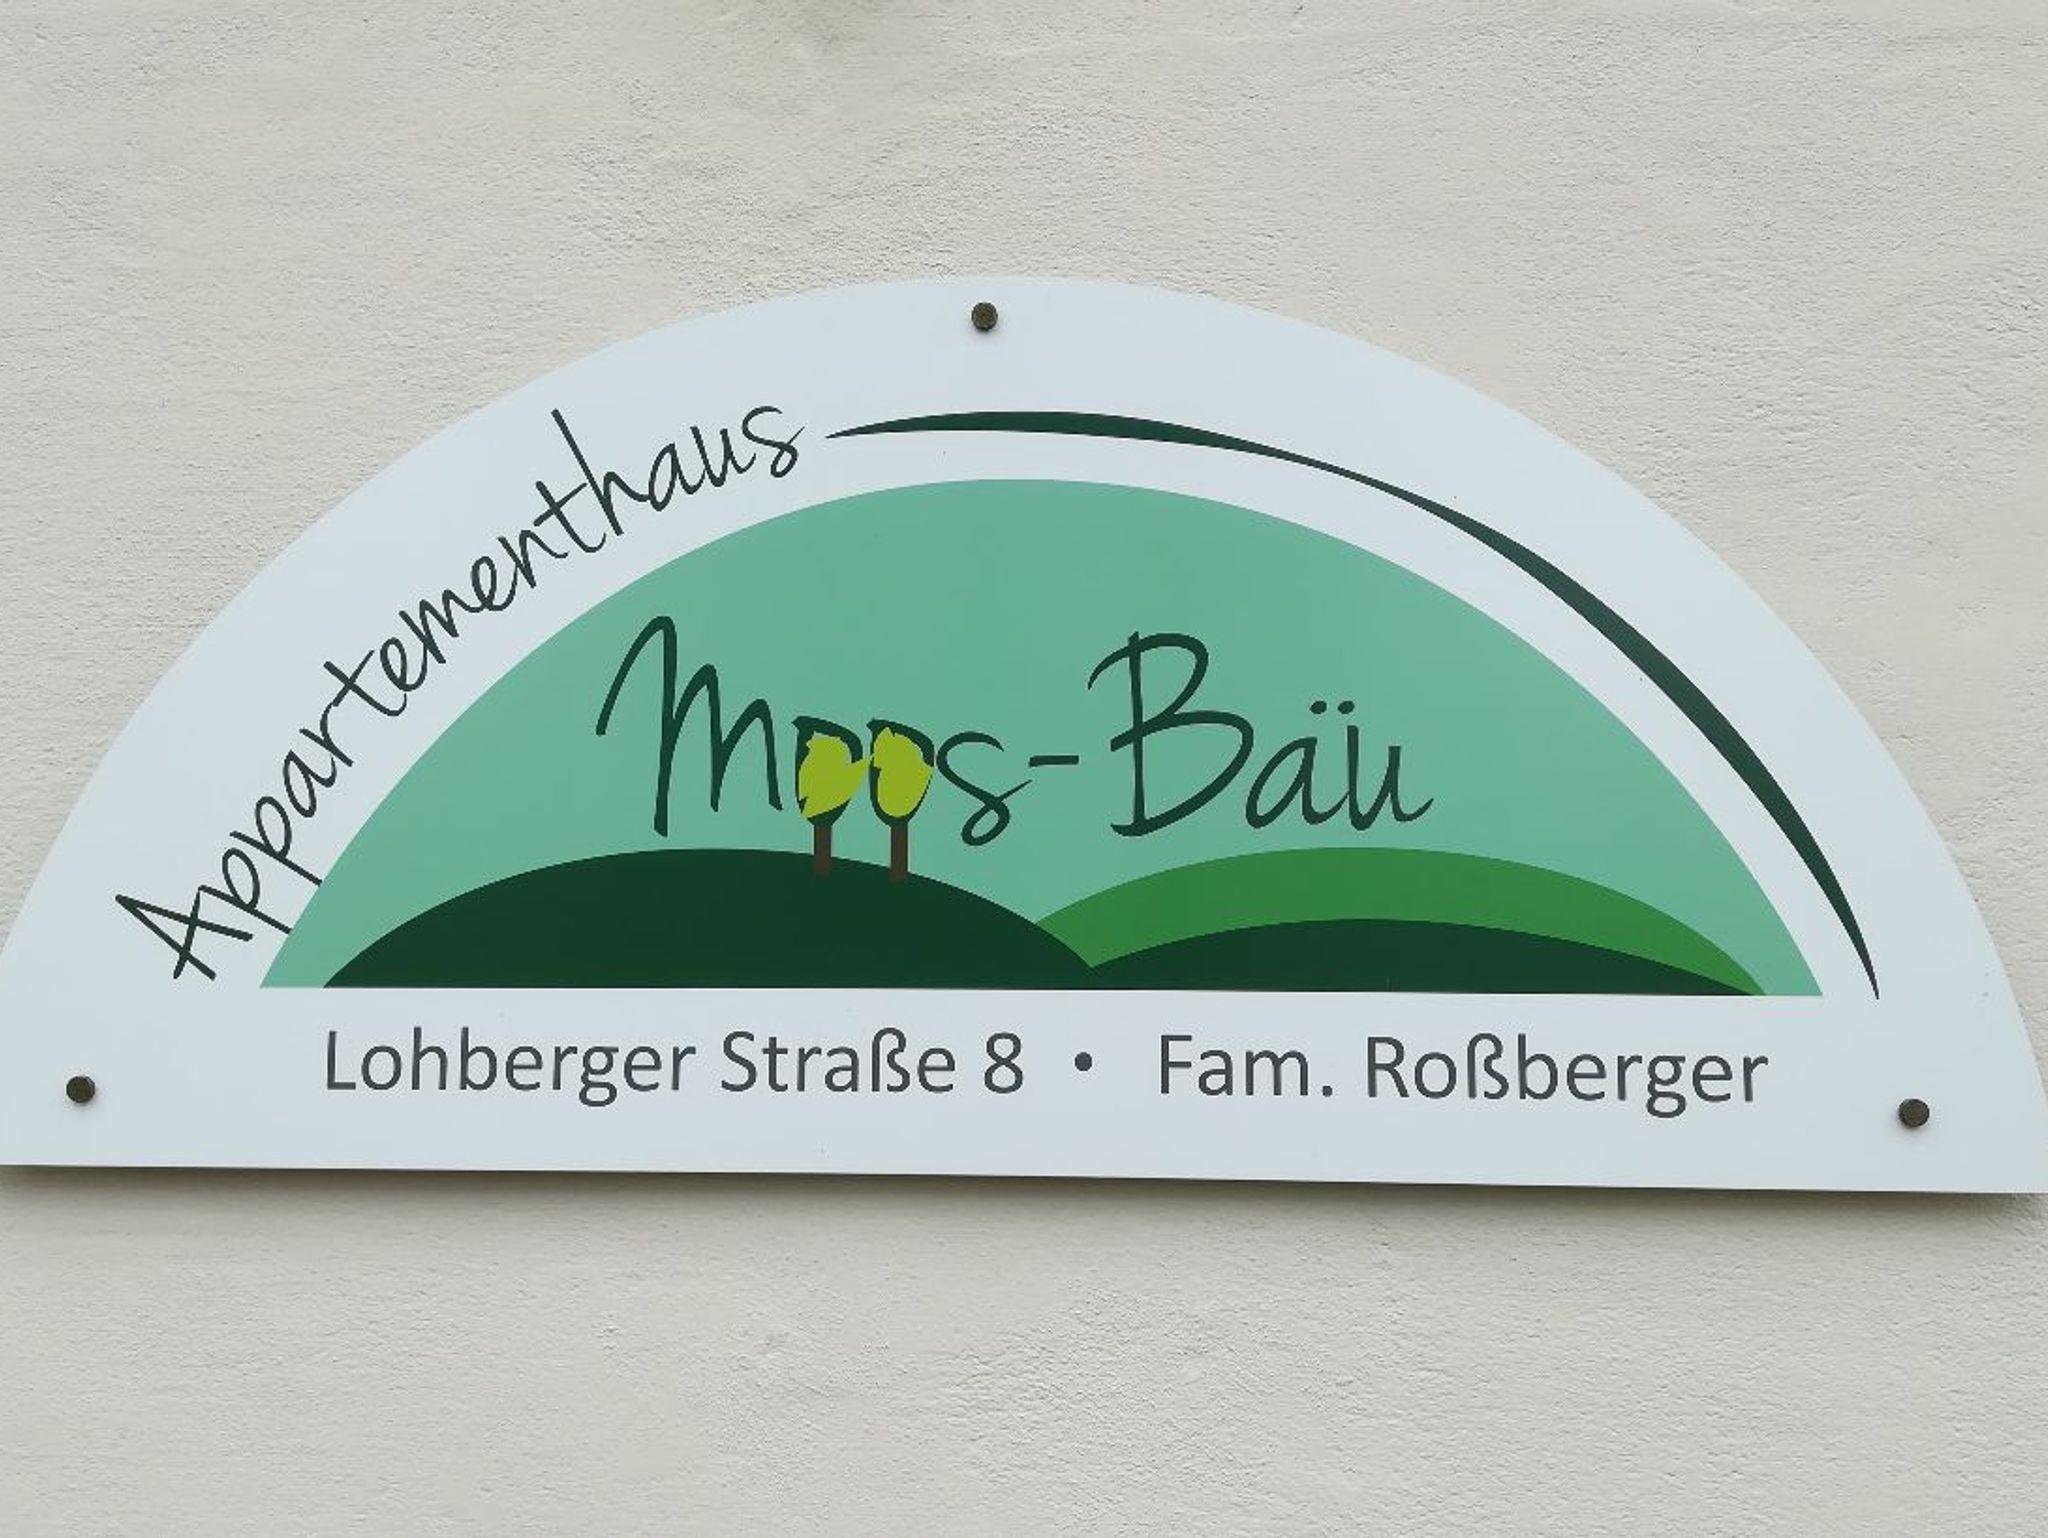 Appartementhaus
Moos-Bäu
Lohberger Straße 8 • Fam. Roßberger